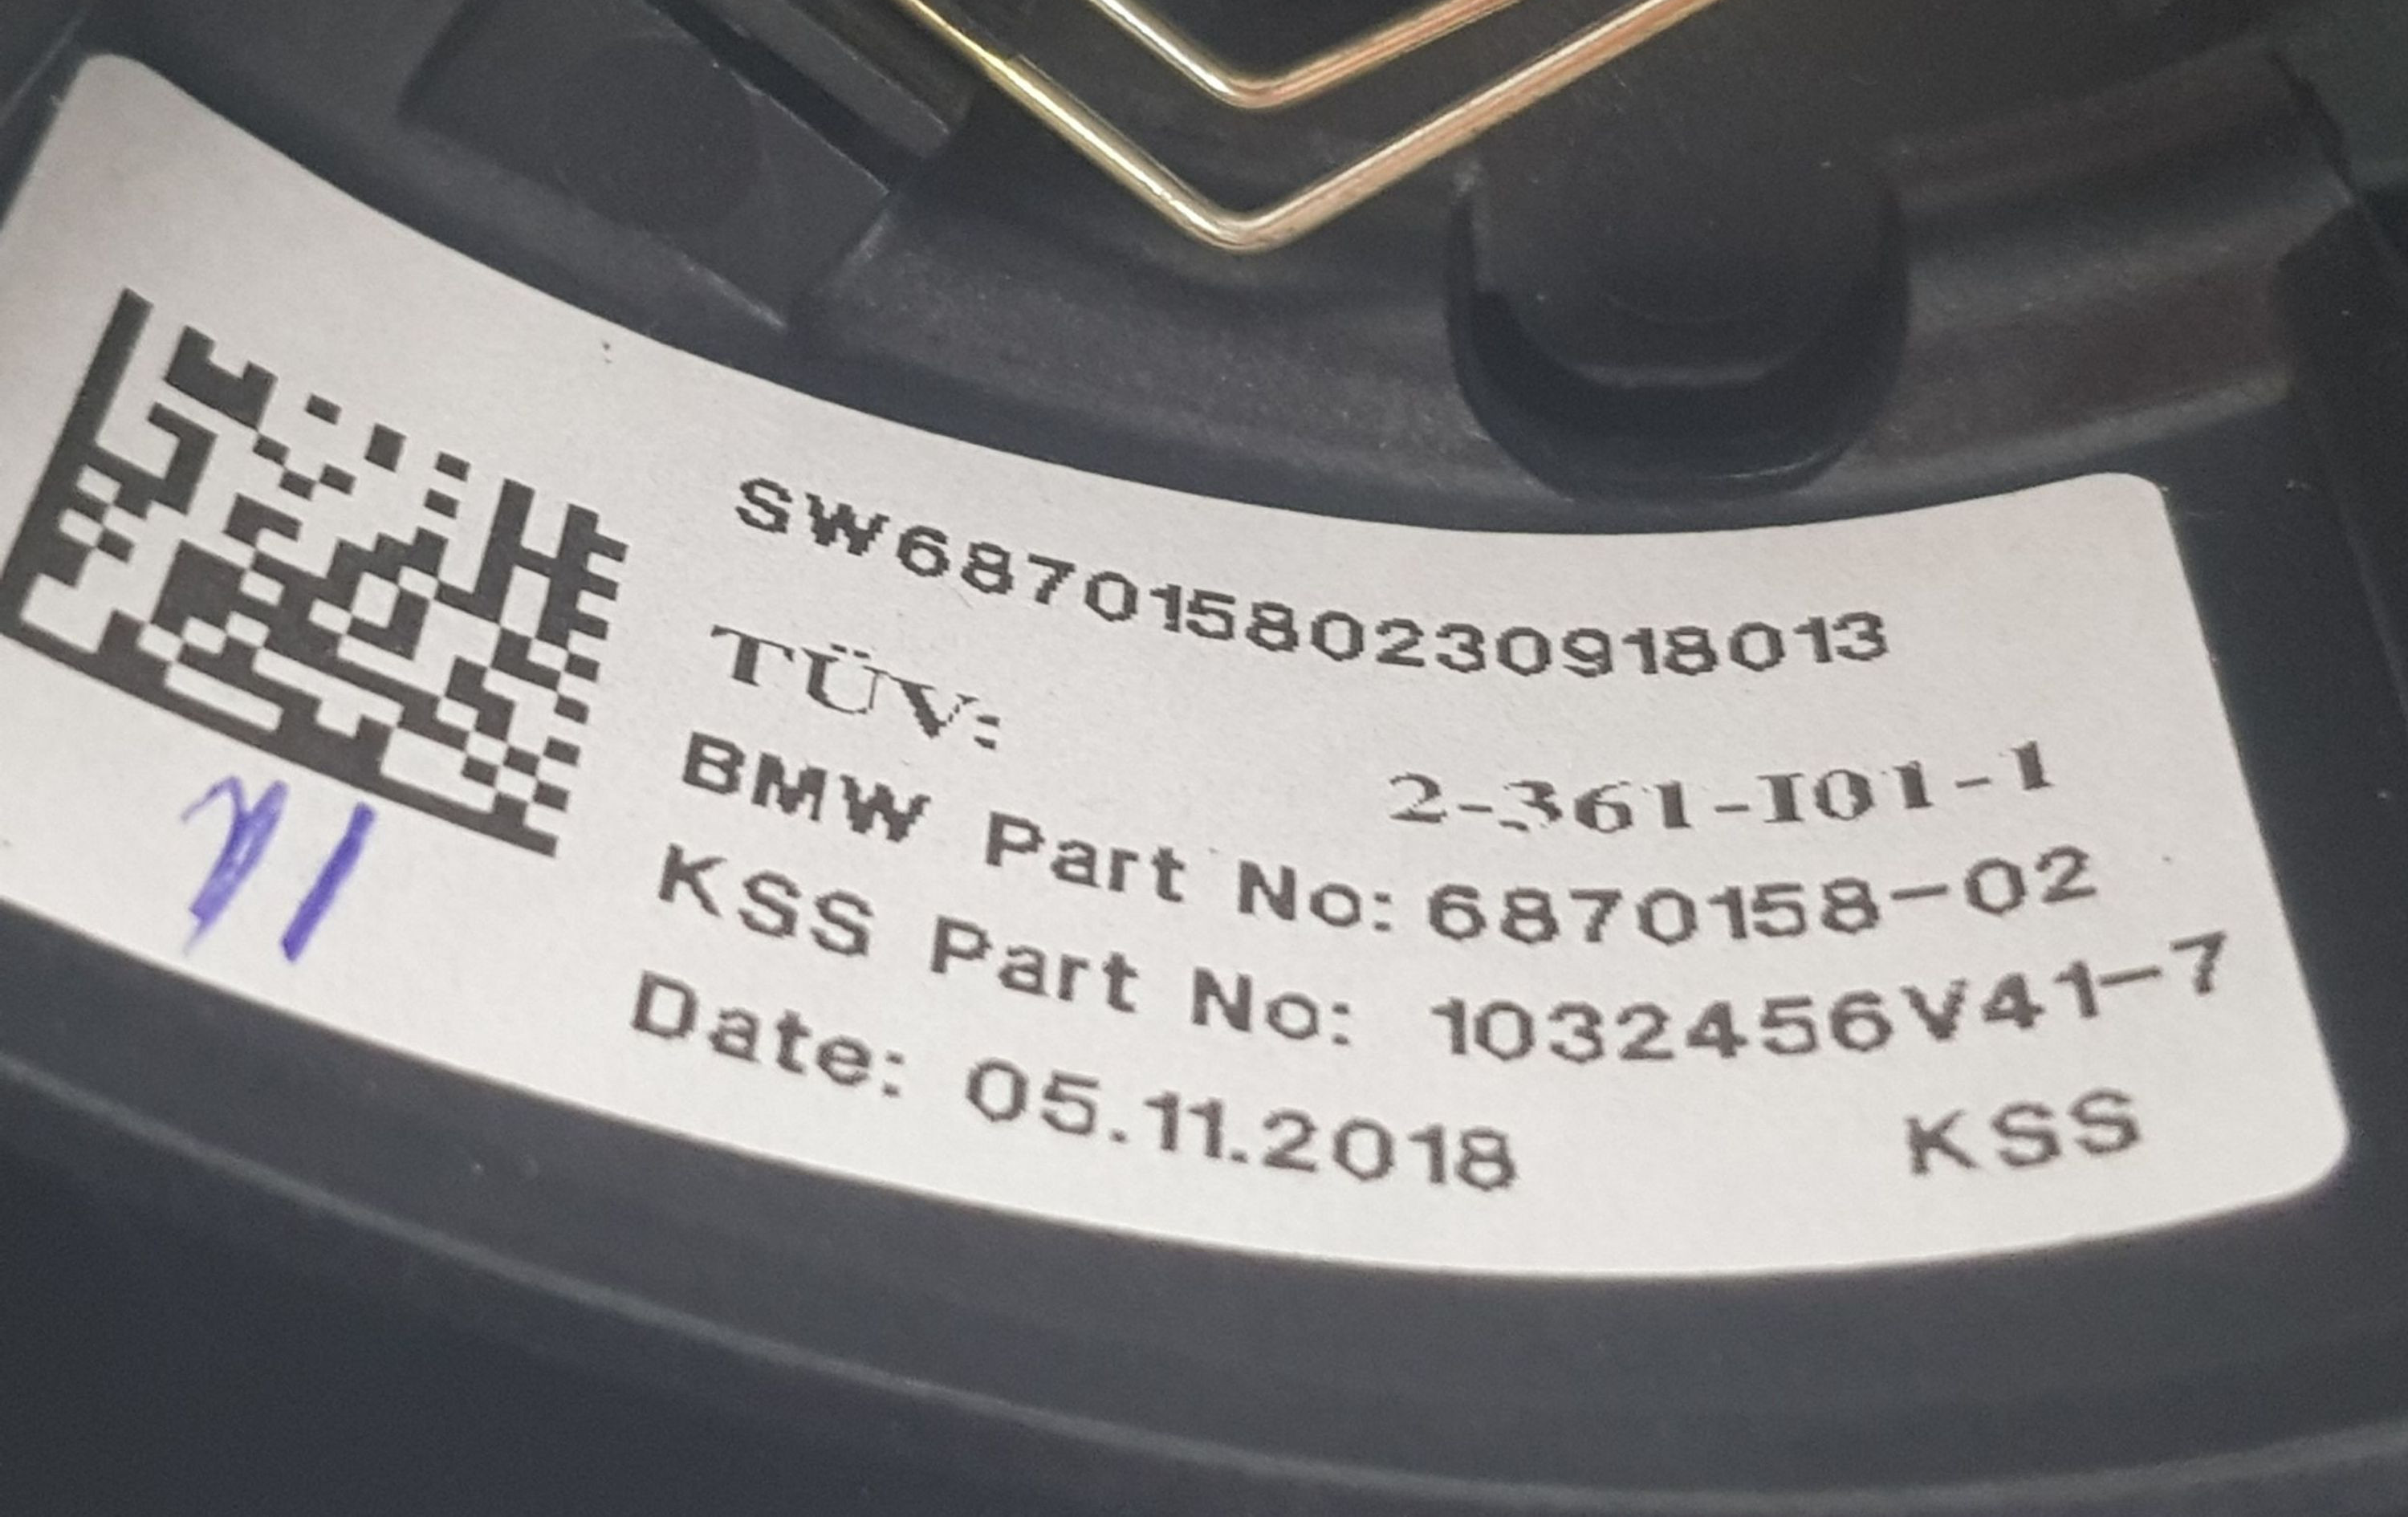 SW68701580230918013
TÜV:
2-361-I01-1
BMW Part No: 6870158-02
KSS Part No: 1032456V41-7
Date: 05.11.2018
KSS